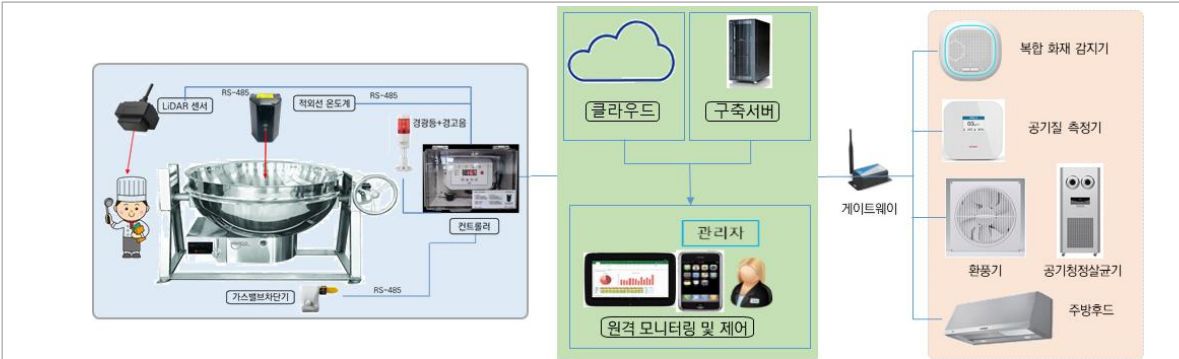 LiDAR 센서
RS-485
적외선 온도계
RS-485
경광등+경고음
컨트롤러
가스밸브차단기
RS-485
클라우드
구축서버
관리자
원격 모니터링 및 제어
게이트웨이
복합 화재 감지기
공기질 측정기
환풍기
공기청정살균기
주방후드